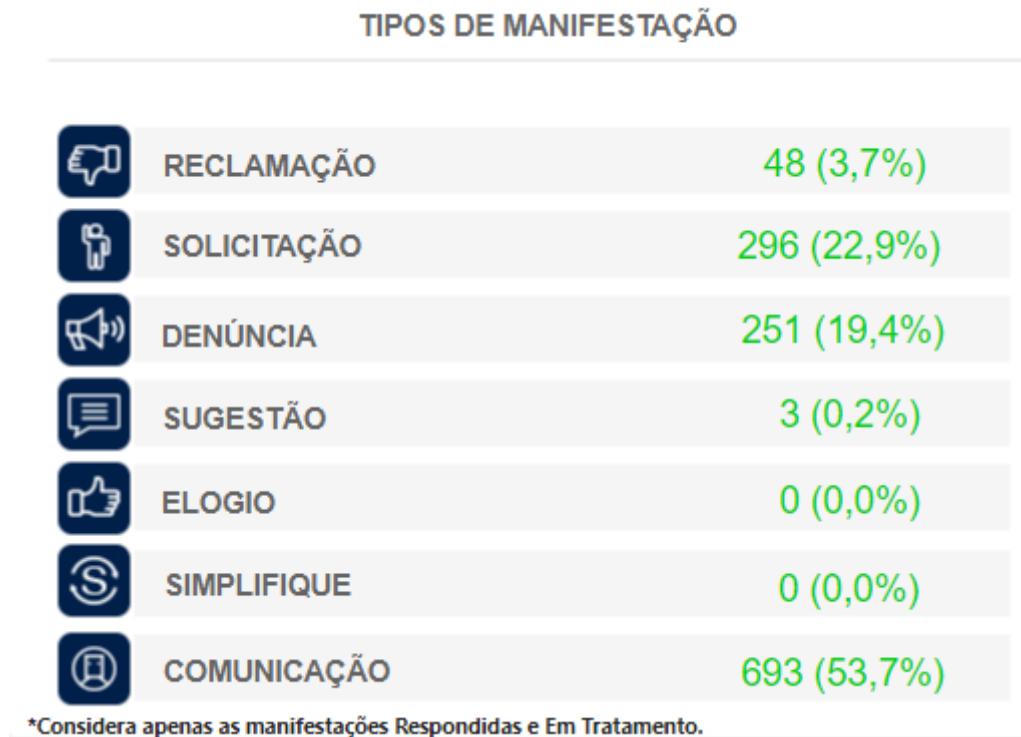 TIPOS DE MANIFESTAÇÃO
RECLAMAÇÃO 48 (3,7%)
SOLICITAÇÃO 296 (22,9%)
DENÚNCIA 251 (19,4%)
SUGESTÃO 3 (0,2%)
ELOGIO 0 (0,0%)
SIMPLIFIQUE 0 (0,0%)
COMUNICAÇÃO 693 (53,7%)
*Considera apenas as manifestações Respondidas e Em Tratamento.